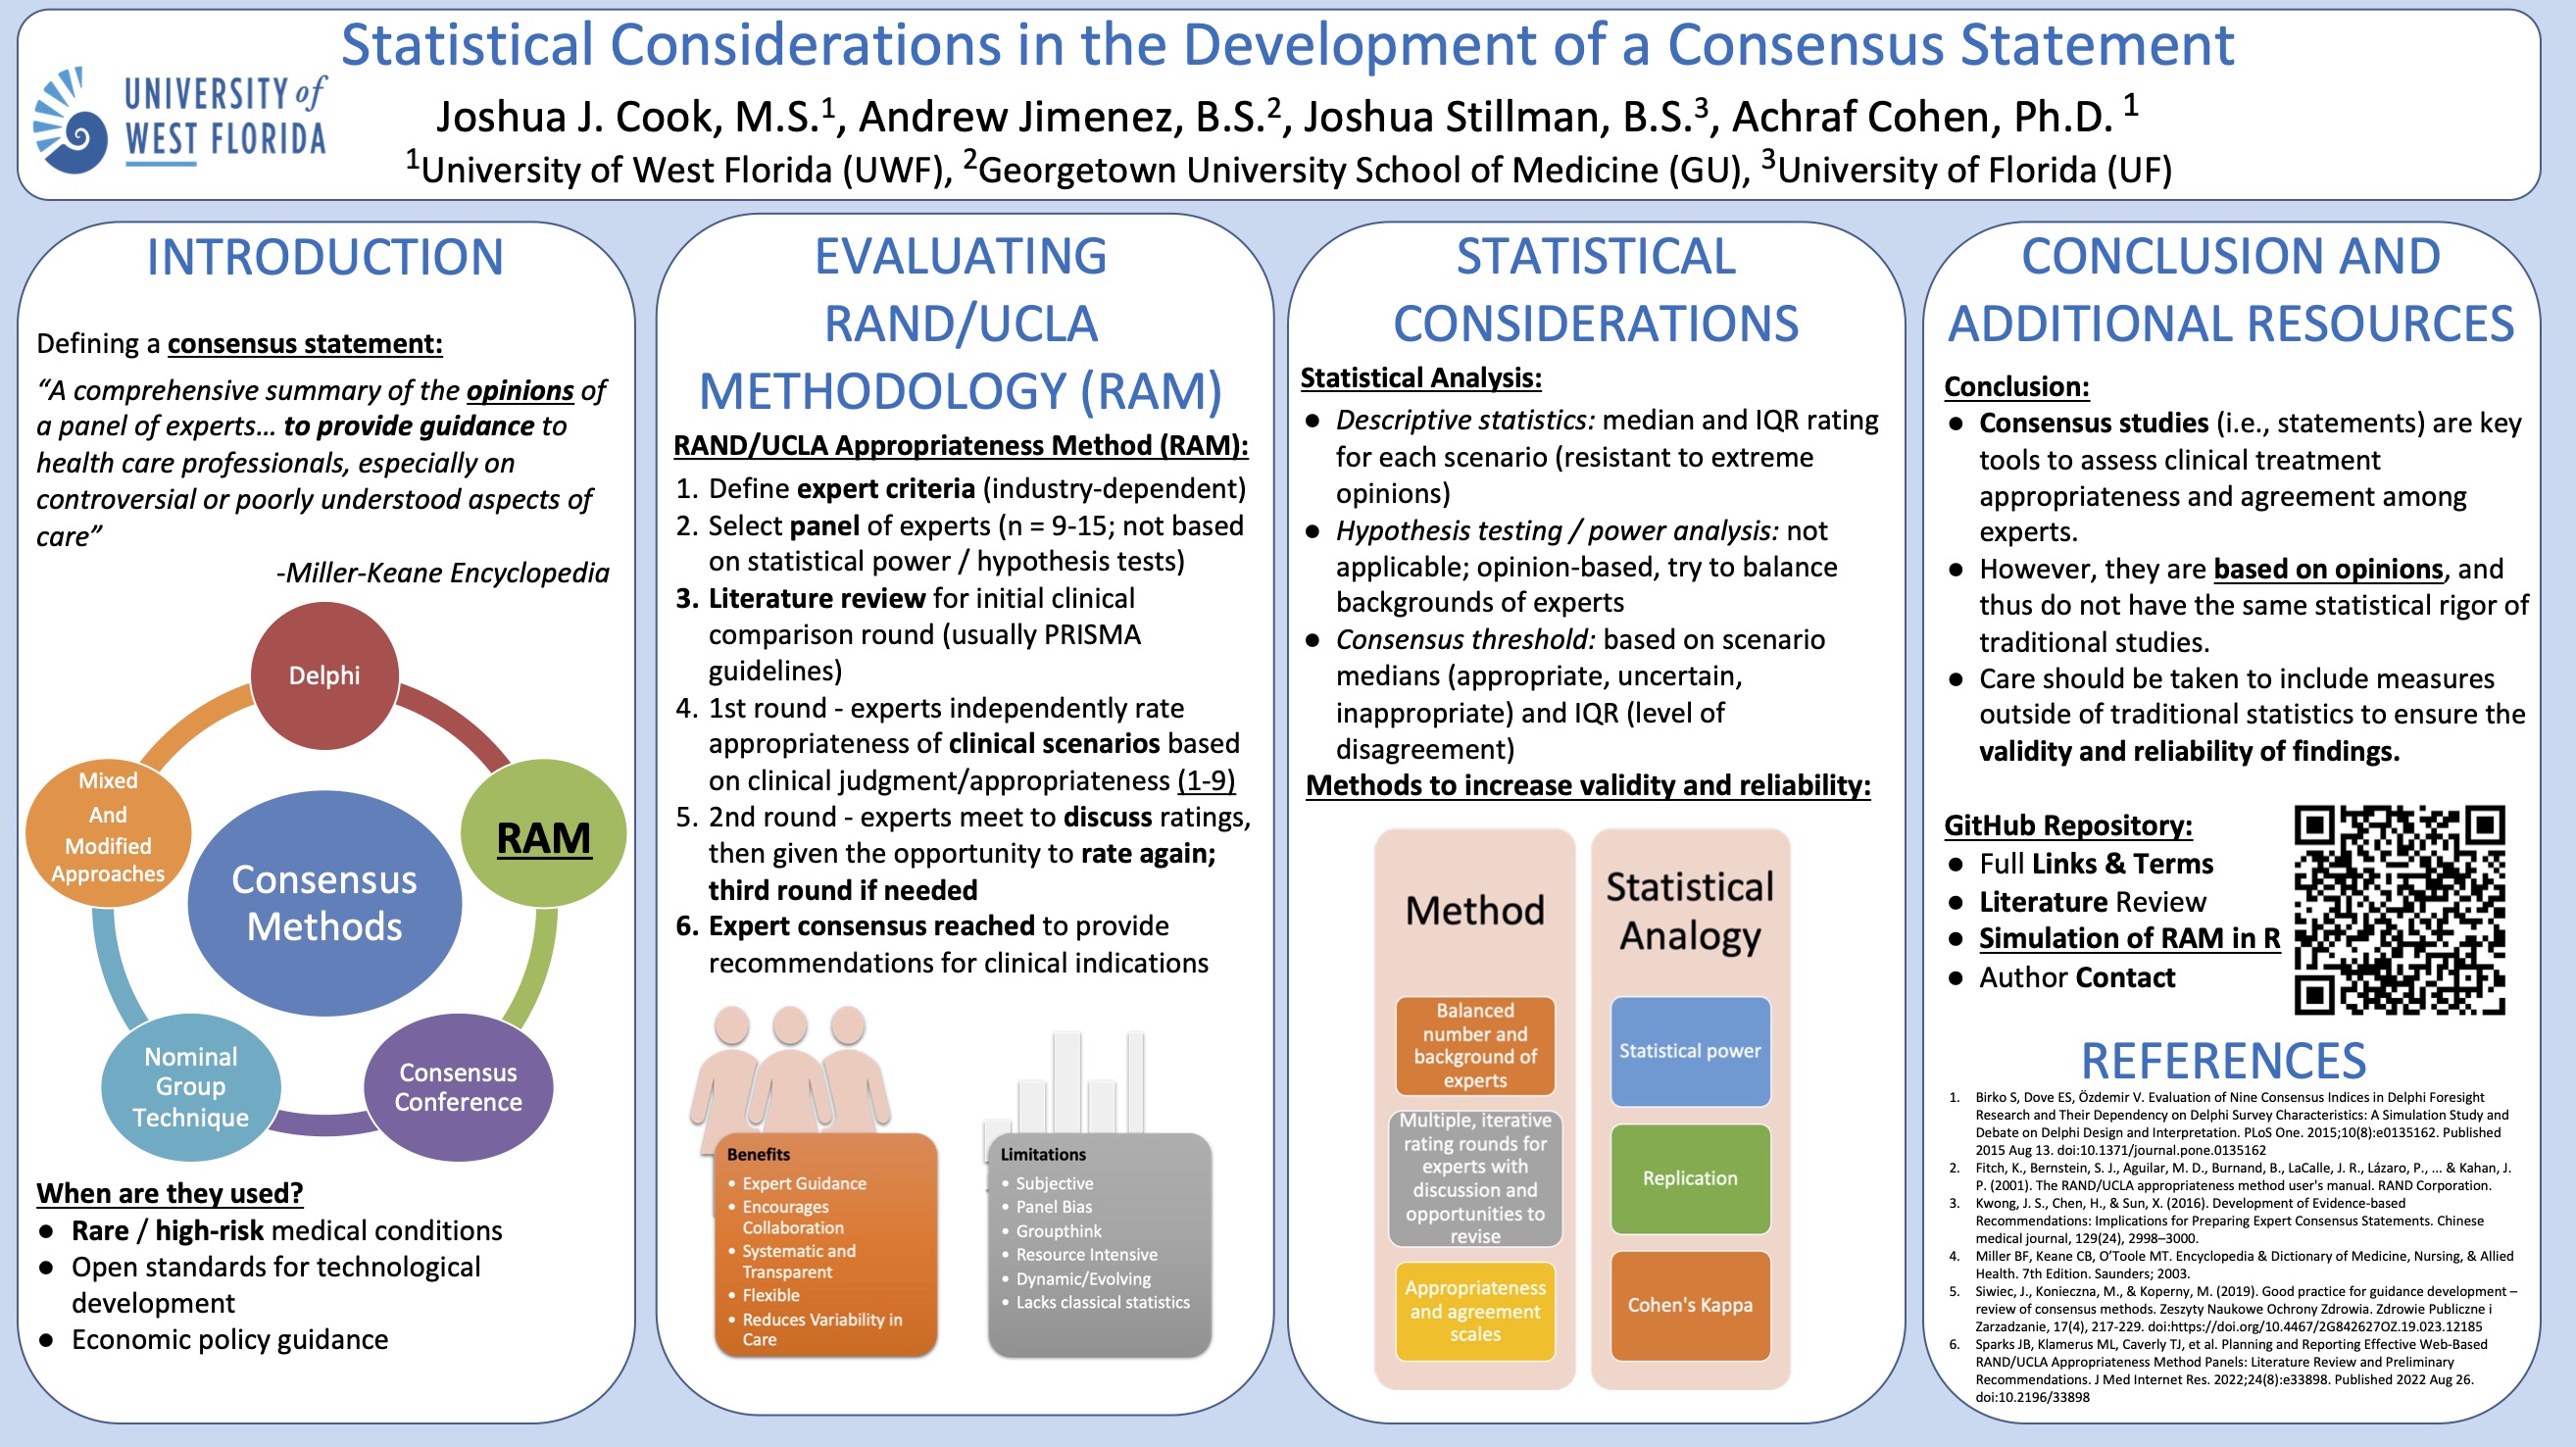 Statistical Considerations in the Development of a Consensus Statement
UNIVERSITY of
WEST FLORIDA
Joshua J. Cook, M.S.¹, Andrew Jimenez, B.S.², Joshua Stillman, B.S.³, Achraf Cohen, Ph.D. ¹
¹University of West Florida (UWF), ²Georgetown University School of Medicine (GU), ³University of Florida (UF)
INTRODUCTION
Defining a consensus statement:
“A comprehensive summary of the opinions of
a panel of experts... to provide guidance to
health care professionals, especially on
controversial or poorly understood aspects of
care”
-Miller-Keane Encyclopedia
Delphi
RAM
Consensus
Conference
Nominal
Group
Technique
Mixed
And
Modified
Approaches
Consensus
Methods
When are they used?
● Rare / high-risk medical conditions
● Open standards for technological
development
● Economic policy guidance
EVALUATING
RAND/UCLA
METHODOLOGY (RAM)
RAND/UCLA Appropriateness Method (RAM):
1. Define expert criteria (industry-dependent)
2. Select panel of experts (n = 9-15; not based
on statistical power / hypothesis tests)
3. Literature review for initial clinical
comparison round (usually PRISMA
guidelines)
4. 1st round - experts independently rate
appropriateness of clinical scenarios based
on clinical judgment/appropriateness (1-9)
5. 2nd round - experts meet to discuss ratings,
then given the opportunity to rate again;
third round if needed
6. Expert consensus reached to provide
recommendations for clinical indications
Benefits
• Expert Guidance
• Encourages
Collaboration
• Systematic and
Transparent
• Flexible
• Reduces Variability in
Care
Limitations
• Subjective
• Panel Bias
• Groupthink
• Resource Intensive
• Dynamic/Evolving
• Lacks classical statistics
STATISTICAL
CONSIDERATIONS
Statistical Analysis:
● Descriptive statistics: median and IQR rating
for each scenario (resistant to extreme
opinions)
● Hypothesis testing / power analysis: not
applicable; opinion-based, try to balance
backgrounds of experts
● Consensus threshold: based on scenario
medians (appropriate, uncertain,
inappropriate) and IQR (level of
disagreement)
Methods to increase validity and reliability:
Method
Balanced
number and
background of
experts
Multiple, iterative
rating rounds for
experts with
discussion and
opportunities to
revise
Appropriateness
and agreement
scales
Statistical
Analogy
Statistical power
Replication
Cohen's Kappa
CONCLUSION AND
ADDITIONAL RESOURCES
Conclusion:
● Consensus studies (i.e., statements) are key
tools to assess clinical treatment
appropriateness and agreement among
experts.
● However, they are based on opinions, and
thus do not have the same statistical rigor of
traditional studies.
● Care should be taken to include measures
outside of traditional statistics to ensure the
validity and reliability of findings.
GitHub Repository:
● Full Links & Terms
● Literature Review
● Simulation of RAM in R
● Author Contact
REFERENCES
1. Birko S, Dove ES, Özdemir V. Evaluation of Nine Consensus Indices in Delphi Foresight
Research and Their Dependency on Delphi Survey Characteristics: A Simulation Study and
Debate on Delphi Design and Interpretation. PLoS One. 2015;10(8):e0135162. Published
2015 Aug 13. doi:10.1371/journal.pone.0135162
2. Fitch, K., Bernstein, S. J., Aguilar, M. D., Burnand, B., LaCalle, J. R., Lázaro, P., ... & Kahan, J.
P. (2001). The RAND/UCLA appropriateness method user's manual. RAND Corporation.
3. Kwong, J. S., Chen, H., & Sun, X. (2016). Development of Evidence-based
Recommendations: Implications for Preparing Expert Consensus Statements. Chinese
medical journal, 129(24), 2998–3000.
4. Miller BF, Keane CB, O’Toole MT. Encyclopedia & Dictionary of Medicine, Nursing, & Allied
Health. 7th Edition. Saunders; 2003.
5. Siwiec, J., Konieczna, M., & Koperny, M. (2019). Good practice for guidance development –
review of consensus methods. Zeszyty Naukowe Ochrony Zdrowia. Zdrowie Publiczne i
Zarzadzanie, 17(4), 217-229. doi:https://doi.org/10.4467/2G842627OZ.19.023.12185
6. Sparks JB, Klamerus ML, Caverly TJ, et al. Planning and Reporting Effective Web-Based
RAND/UCLA Appropriateness Method Panels: Literature Review and Preliminary
Recommendations. J Med Internet Res. 2022;24(8):e33898. Published 2022 Aug 26.
doi:10.2196/33898